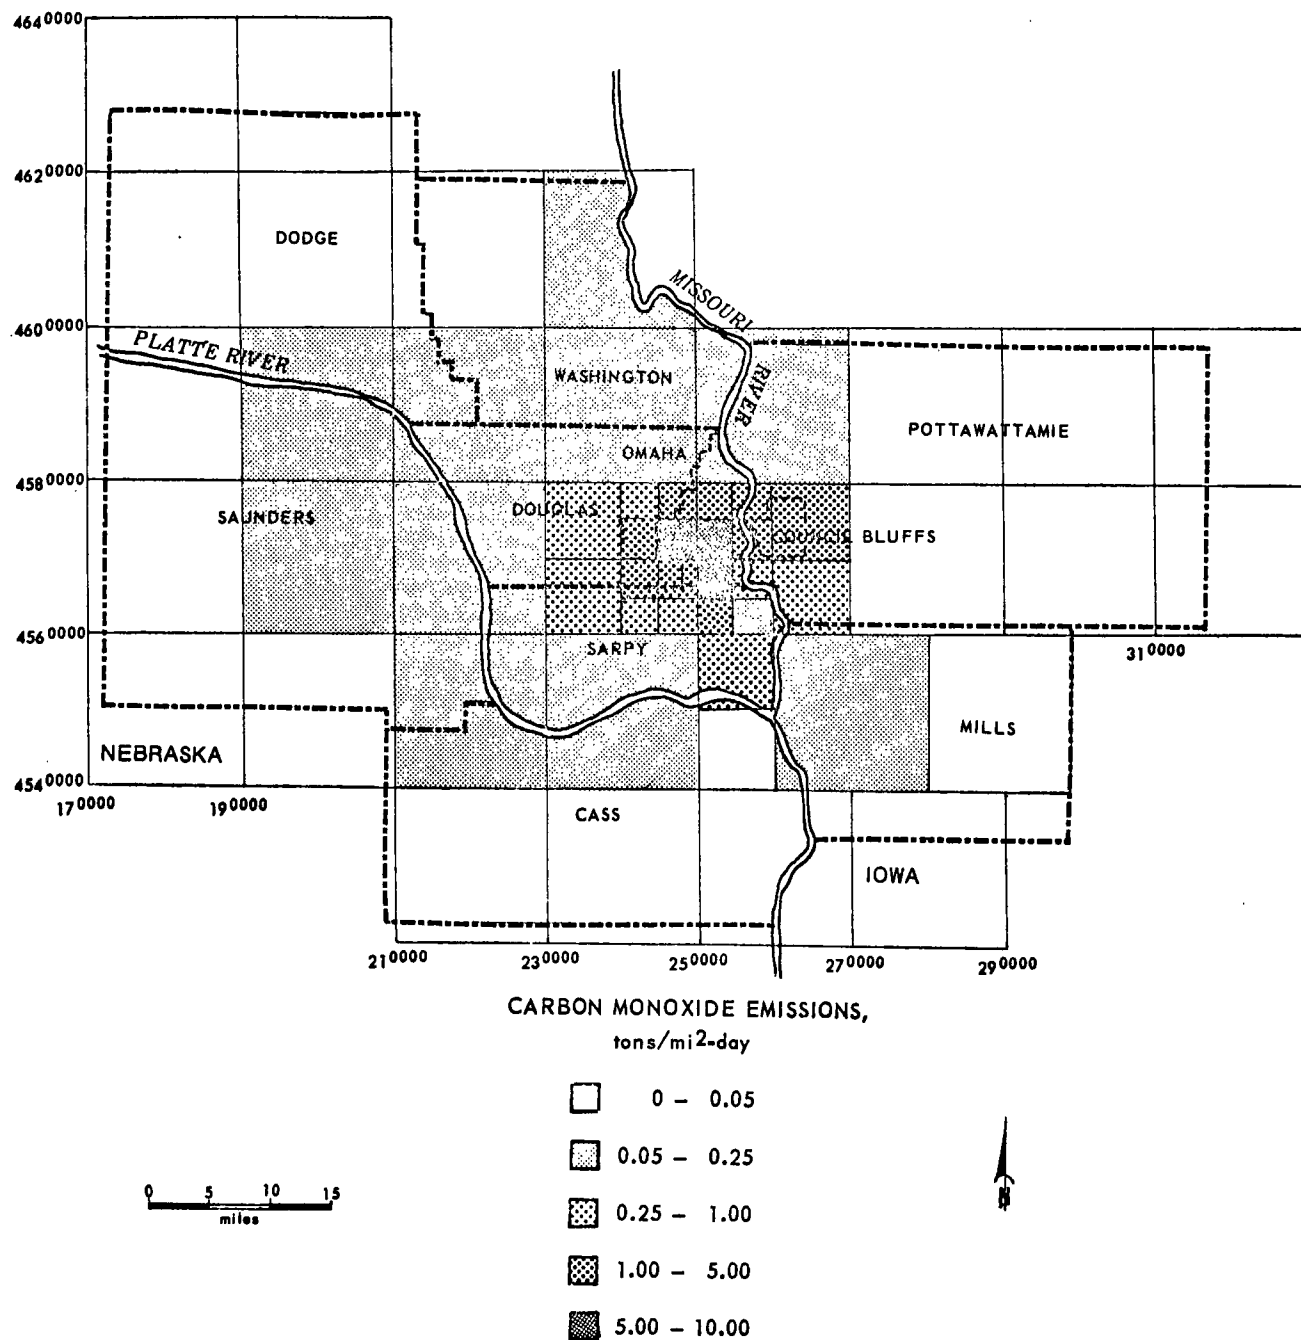 4640000
4620000
DODGE
MISSOURI
4600000
PLATTE RIVER
RIVER
WASHINGTON
POTTAWATTAMIE
OMAHA
4580000
SAUNDERS
DOUGLAS
COUNCIL BLUFFS
4560000
SARPY
310000
NEBRASKA
MILLS
4540000
170000
190000
CASS
IOWA
210000
230000
250000
270000
290000
CARBON MONOXIDE EMISSIONS,
tons/mi2-day
0 - 0.05
0.05 - 0.25
0.25 - 1.00
1.00 - 5.00
5.00 - 10.00
0 5 10 15
miles
N